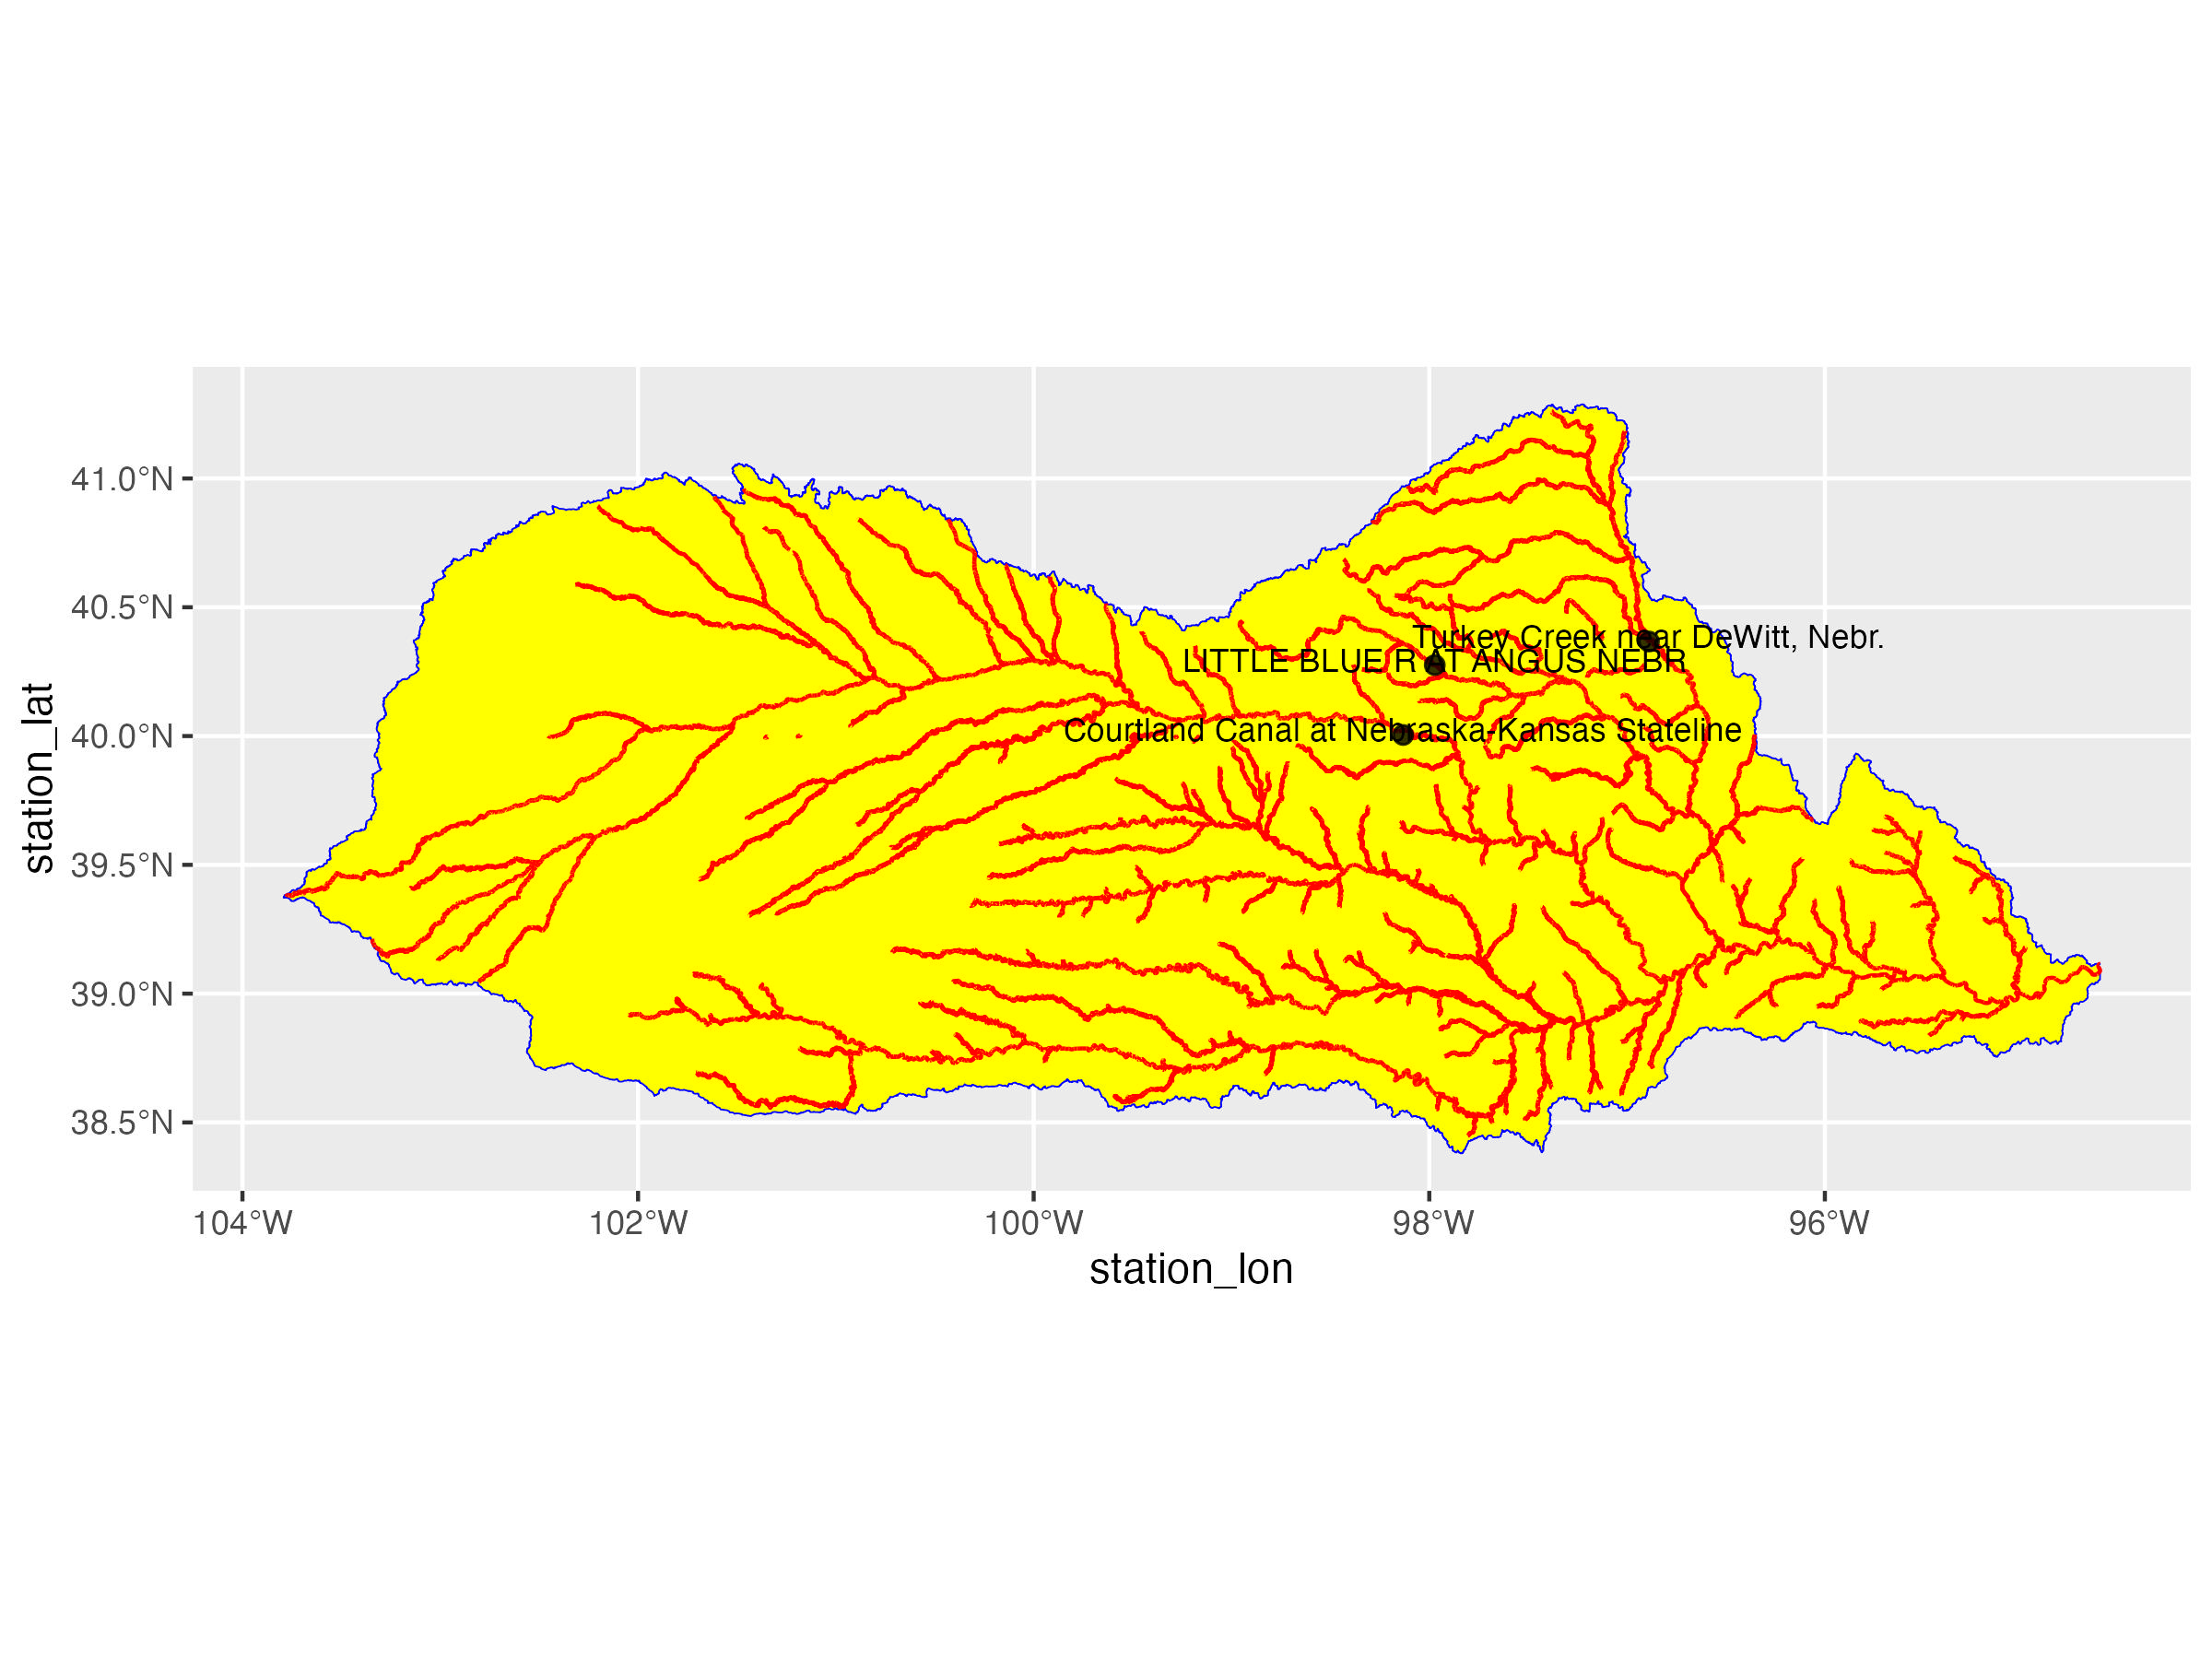 41.0°N
40.5°N
40.0°N
39.5°N
39.0°N
38.5°N
station_lat
Turkey Creek near DeWitt, Nebr.
LITTLE BLUE R AT ANGUS NEBR
Courtland Canal at Nebraska-Kansas Stateline
104°W
102°W
100°W
98°W
96°W
station_lon